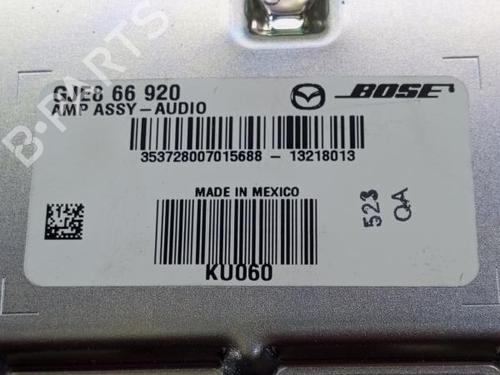 B-PARTS
GJE8 66 920
AMP ASSY-AUDIO
BOSE
353728007015688 - 13218013
MADE IN MEXICO
KU060
523
QA